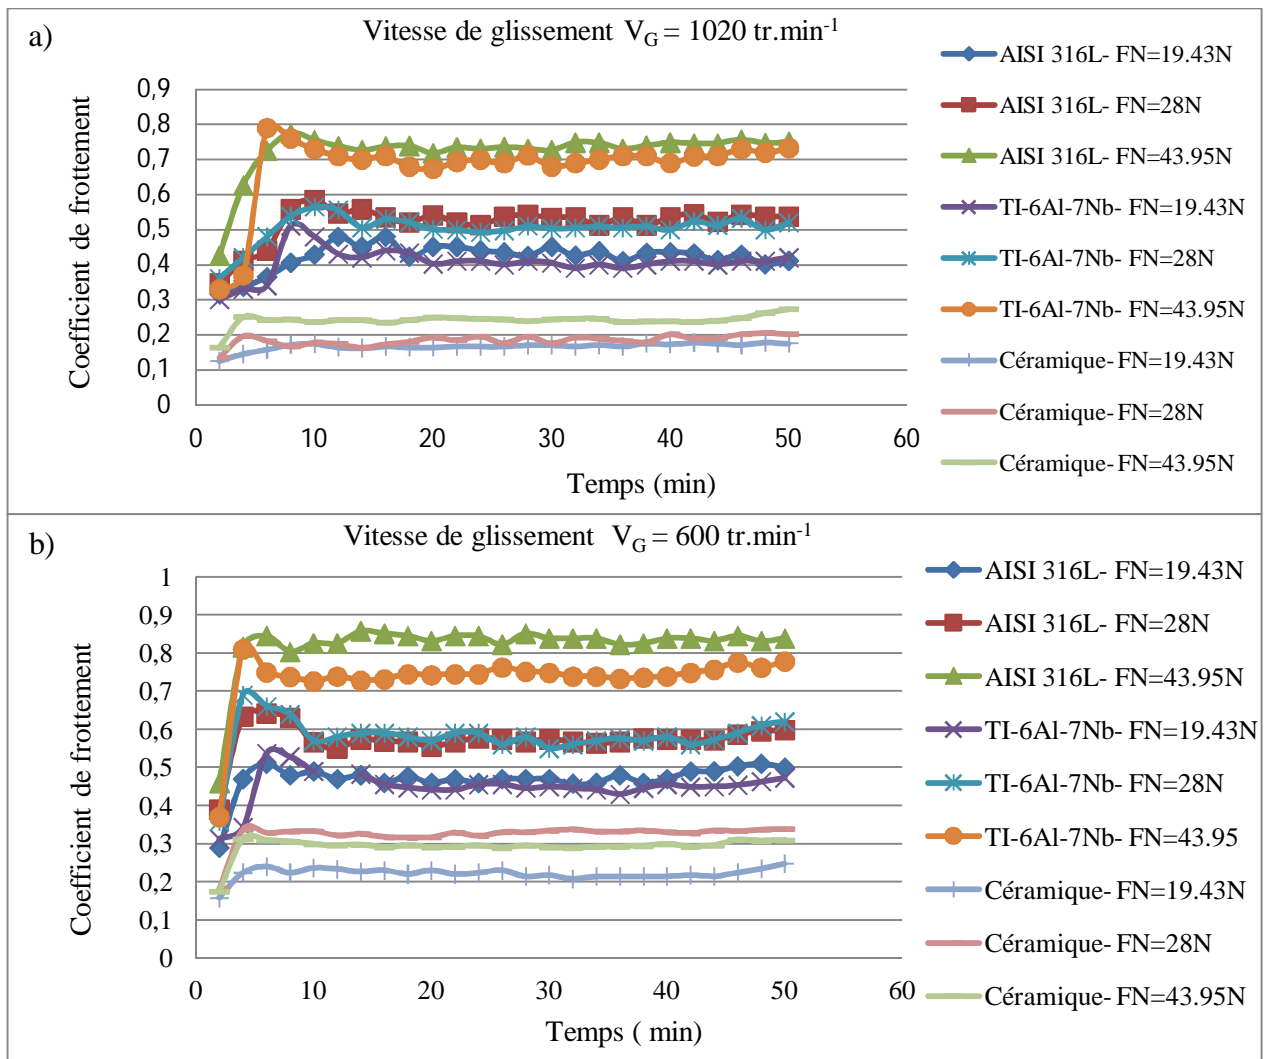 a)
Vitesse de glissement V_G = 1020 tr.min⁻¹
Coefficient de frottement
0,9
0,8
0,7
0,6
0,5
0,4
0,3
0,2
0,1
0
0 10 20 30 40 50 60
Temps (min)
AISI 316L- FN=19.43N
AISI 316L- FN=28N
AISI 316L- FN=43.95N
TI-6Al-7Nb- FN=19.43N
TI-6Al-7Nb- FN=28N
TI-6Al-7Nb- FN=43.95N
Céramique- FN=19.43N
Céramique- FN=28N
Céramique- FN=43.95N
b)
Vitesse de glissement V_G = 600 tr.min⁻¹
Coefficient de frottement
1
0,9
0,8
0,7
0,6
0,5
0,4
0,3
0,2
0,1
0
0 10 20 30 40 50 60
Temps ( min)
AISI 316L- FN=19.43N
AISI 316L- FN=28N
AISI 316L- FN=43.95N
TI-6Al-7Nb- FN=19.43N
TI-6Al-7Nb- FN=28N
TI-6Al-7Nb- FN=43.95
Céramique- FN=19.43N
Céramique- FN=28N
Céramique- FN=43.95N